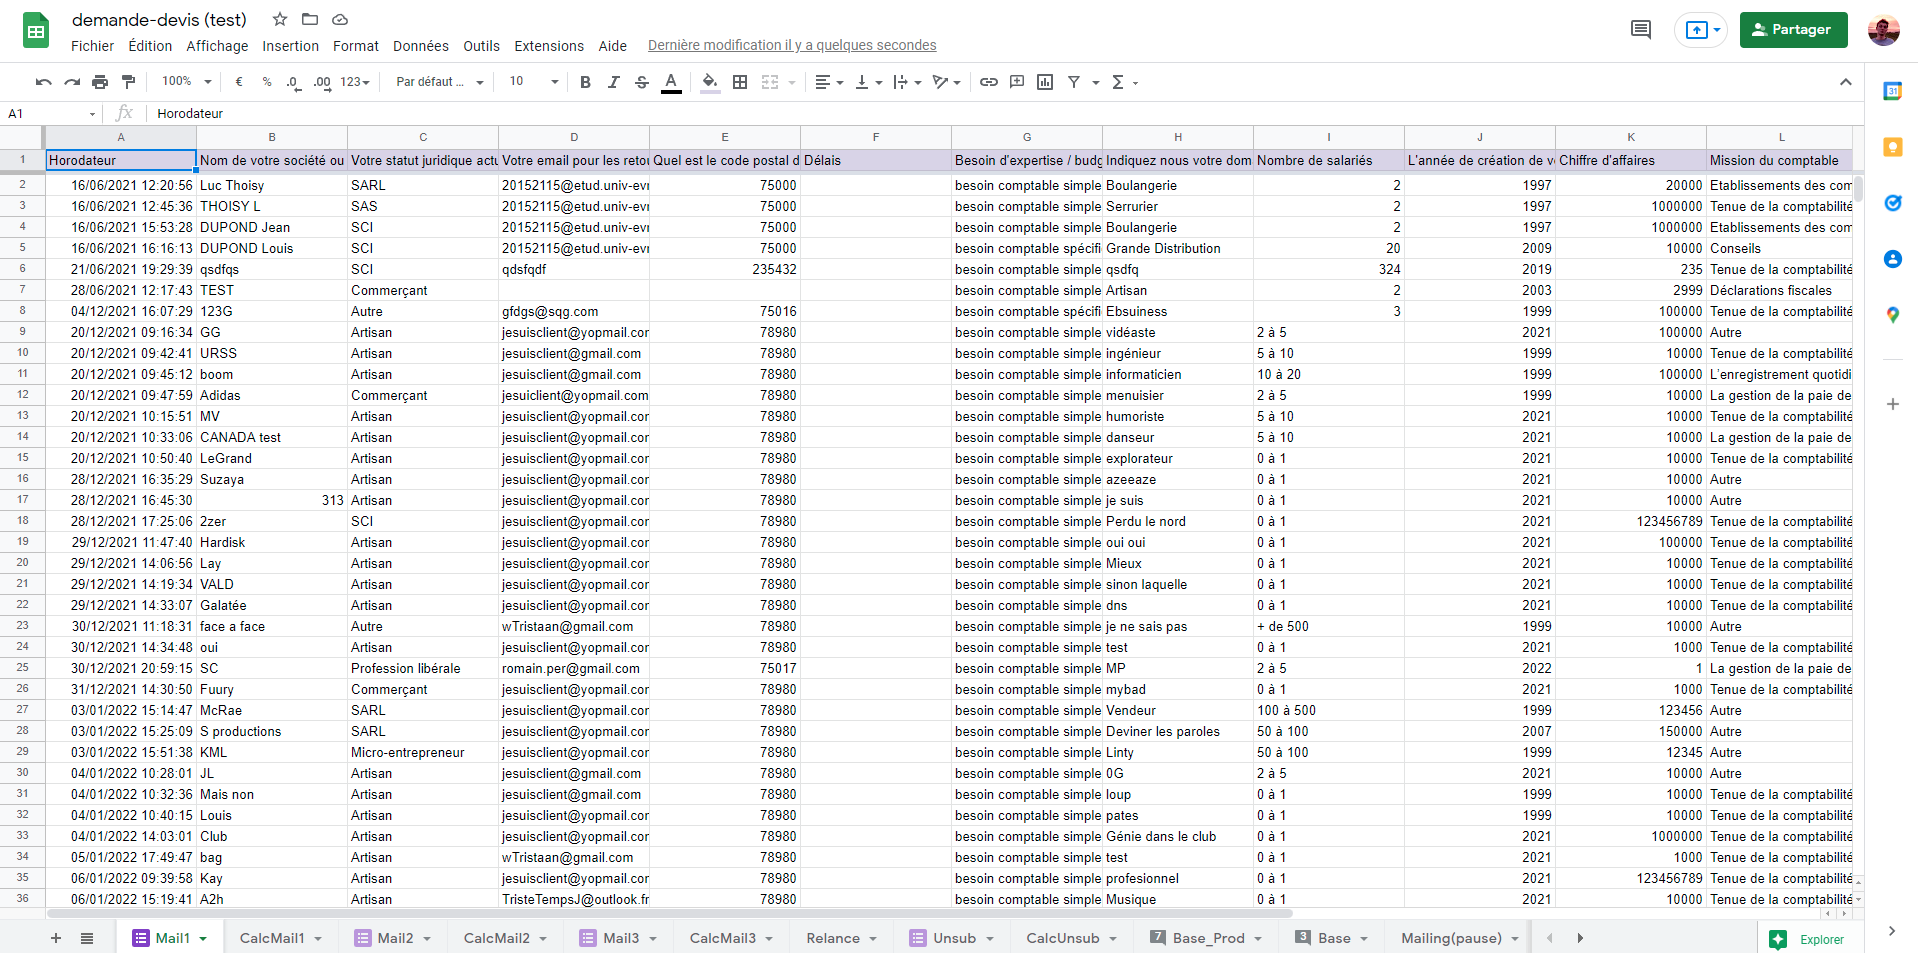 demande-devis (test)
Fichier Édition Affichage Insertion Format Données Outils Extensions Aide Dernière modification il y a quelques secondes
Partager
100% € % .0 .00 123 Par défaut ... 10 B I S A Σ
31
A1 fx Horodateur
A B C D E F G H I J K L
1 Horodateur Nom de votre société ou Votre statut juridique actu Votre email pour les retou Quel est le code postal d Délais Besoin d'expertise / budg Indiquez nous votre dom Nombre de salariés L'année de création de v Chiffre d'affaires Mission du comptable
2 16/06/2021 12:20:56 Luc Thoisy SARL 20152115@etud.univ-evr 75000 besoin comptable simple Boulangerie 2 1997 20000 Etablissements des com
3 16/06/2021 12:45:36 THOISY L SAS 20152115@etud.univ-evr 75000 besoin comptable simple Serrurier 2 1997 1000000 Tenue de la comptabilité
4 16/06/2021 15:53:28 DUPOND Jean SCI 20152115@etud.univ-evr 75000 besoin comptable simple Boulangerie 2 1997 1000000 Etablissements des com
5 16/06/2021 16:16:13 DUPOND Louis SCI 20152115@etud.univ-evr 75000 besoin comptable spécifi Grande Distribution 20 2009 10000 Conseils
6 21/06/2021 19:29:39 qsdfqs SCI qdsfqdf 235432 besoin comptable simple qsdfq 324 2019 235 Tenue de la comptabilité
7 28/06/2021 12:17:43 TEST Commerçant besoin comptable simple Artisan 2 2003 2999 Déclarations fiscales
8 04/12/2021 16:07:29 123G Autre gfdgs@sqg.com 75016 besoin comptable spécifi Ebsuiness 3 1999 100000 Tenue de la comptabilité
9 20/12/2021 09:16:34 GG Artisan jesuisclient@yopmail.cor 78980 besoin comptable simple vidéaste 2 à 5 2021 100000 Autre
10 20/12/2021 09:42:41 URSS Artisan jesuisclient@gmail.com 78980 besoin comptable simple ingénieur 5 à 10 1999 10000 Tenue de la comptabilité
11 20/12/2021 09:45:12 boom Artisan jesuisclient@gmail.com 78980 besoin comptable simple informaticien 10 à 20 1999 100000 L'enregistrement quotidi
12 20/12/2021 09:47:59 Adidas Commerçant jesuiclient@yopmail.com 78980 besoin comptable simple menuisier 2 à 5 1999 10000 La gestion de la paie de
13 20/12/2021 10:15:51 MV Artisan jesuisclient@yopmail.cor 78980 besoin comptable simple humoriste 5 à 10 2021 10000 Tenue de la comptabilité
14 20/12/2021 10:33:06 CANADA test Artisan jesuisclient@yopmail.cor 78980 besoin comptable simple danseur 5 à 10 2021 10000 La gestion de la paie de
15 20/12/2021 10:50:40 LeGrand Artisan jesuisclient@yopmail.cor 78980 besoin comptable simple explorateur 0 à 1 2021 10000 Tenue de la comptabilité
16 28/12/2021 16:35:29 Suzaya Artisan jesuisclient@yopmail.cor 78980 besoin comptable simple azeeaze 0 à 1 2021 10000 Autre
17 28/12/2021 16:45:30 313 Artisan jesuisclient@yopmail.cor 78980 besoin comptable simple je suis 0 à 1 2021 10000 Autre
18 28/12/2021 17:25:06 2zer SCI jesuisclient@yopmail.cor 78980 besoin comptable simple Perdu le nord 0 à 1 2021 123456789 Tenue de la comptabilité
19 29/12/2021 11:47:40 Hardisk Artisan jesuisclient@yopmail.cor 78980 besoin comptable simple oui oui 0 à 1 2021 100000 Tenue de la comptabilité
20 29/12/2021 14:06:56 Lay Artisan jesuisclient@yopmail.cor 78980 besoin comptable simple Mieux 0 à 1 2021 10000 Tenue de la comptabilité
21 29/12/2021 14:19:34 VALD Artisan jesuisclient@yopmail.cor 78980 besoin comptable simple sinon laquelle 0 à 1 2021 10000 Tenue de la comptabilité
22 29/12/2021 14:33:07 Galatée Artisan jesuisclient@yopmail.cor 78980 besoin comptable simple dns 0 à 1 2021 10000 Tenue de la comptabilité
23 30/12/2021 11:18:31 face a face Autre wTristaan@gmail.com 78980 besoin comptable simple je ne sais pas + de 500 1999 10000 Autre
24 30/12/2021 14:34:48 oui Artisan jesuisclient@yopmail.cor 78980 besoin comptable simple test 0 à 1 2021 1000 Tenue de la comptabilité
25 30/12/2021 20:59:15 SC Profession libérale romain.per@gmail.com 75017 besoin comptable simple MP 2 à 5 2022 1 La gestion de la paie de
26 31/12/2021 14:30:50 Fuury Commerçant jesuisclient@yopmail.cor 78980 besoin comptable simple mybad 0 à 1 2021 1000 Tenue de la comptabilité
27 03/01/2022 15:14:47 McRae SARL jesuisclient@yopmail.cor 78980 besoin comptable simple Vendeur 100 à 500 1999 123456 Autre
28 03/01/2022 15:25:09 S productions SARL jesuisclient@yopmail.cor 78980 besoin comptable simple Deviner les paroles 50 à 100 2007 150000 Autre
29 03/01/2022 15:51:38 KML Micro-entrepreneur jesuisclient@yopmail.cor 78980 besoin comptable simple Linty 50 à 100 1999 12345 Autre
30 04/01/2022 10:28:01 JL Artisan jesuisclient@gmail.com 78980 besoin comptable simple 0G 2 à 5 2021 10000 Autre
31 04/01/2022 10:32:36 Mais non Artisan jesuisclient@gmail.com 78980 besoin comptable simple loup 0 à 1 1999 10000 Tenue de la comptabilité
32 04/01/2022 10:40:15 Louis Artisan jesuisclient@yopmail.cor 78980 besoin comptable simple pates 0 à 1 1999 10000 Tenue de la comptabilité
33 04/01/2022 14:03:01 Club Artisan jesuisclient@yopmail.cor 78980 besoin comptable simple Génie dans le club 0 à 1 2021 1000000 Tenue de la comptabilité
34 05/01/2022 17:49:47 bag Artisan wTristaan@gmail.com 78980 besoin comptable simple test 0 à 1 2021 1000 Tenue de la comptabilité
35 06/01/2022 09:39:58 Kay Artisan jesuisclient@yopmail.cor 78980 besoin comptable simple profesionnel 0 à 1 2021 123456789 Tenue de la comptabilité
36 06/01/2022 15:19:41 A2h Artisan TristeTempsJ@outlook.fr 78980 besoin comptable simple Musique 0 à 1 2021 10000 Tenue de la comptabilité
Mail1 CalcMail1 Mail2 CalcMail2 Mail3 CalcMail3 Relance Unsub CalcUnsub 7 Base_Prod 3 Base Mailing(pause) Explorer